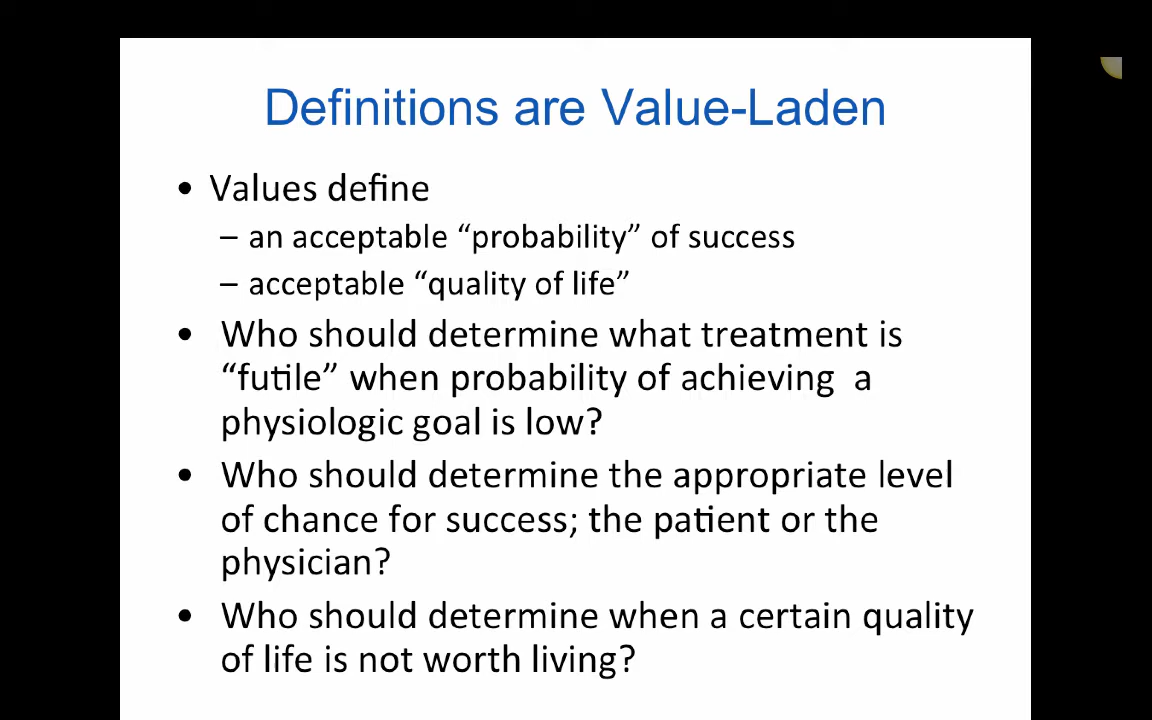 Definitions are Value-Laden
• Values define
– an acceptable “probability” of success
– acceptable “quality of life”
• Who should determine what treatment is
“futile” when probability of achieving a
physiologic goal is low?
• Who should determine the appropriate level
of chance for success; the patient or the
physician?
• Who should determine when a certain quality
of life is not worth living?